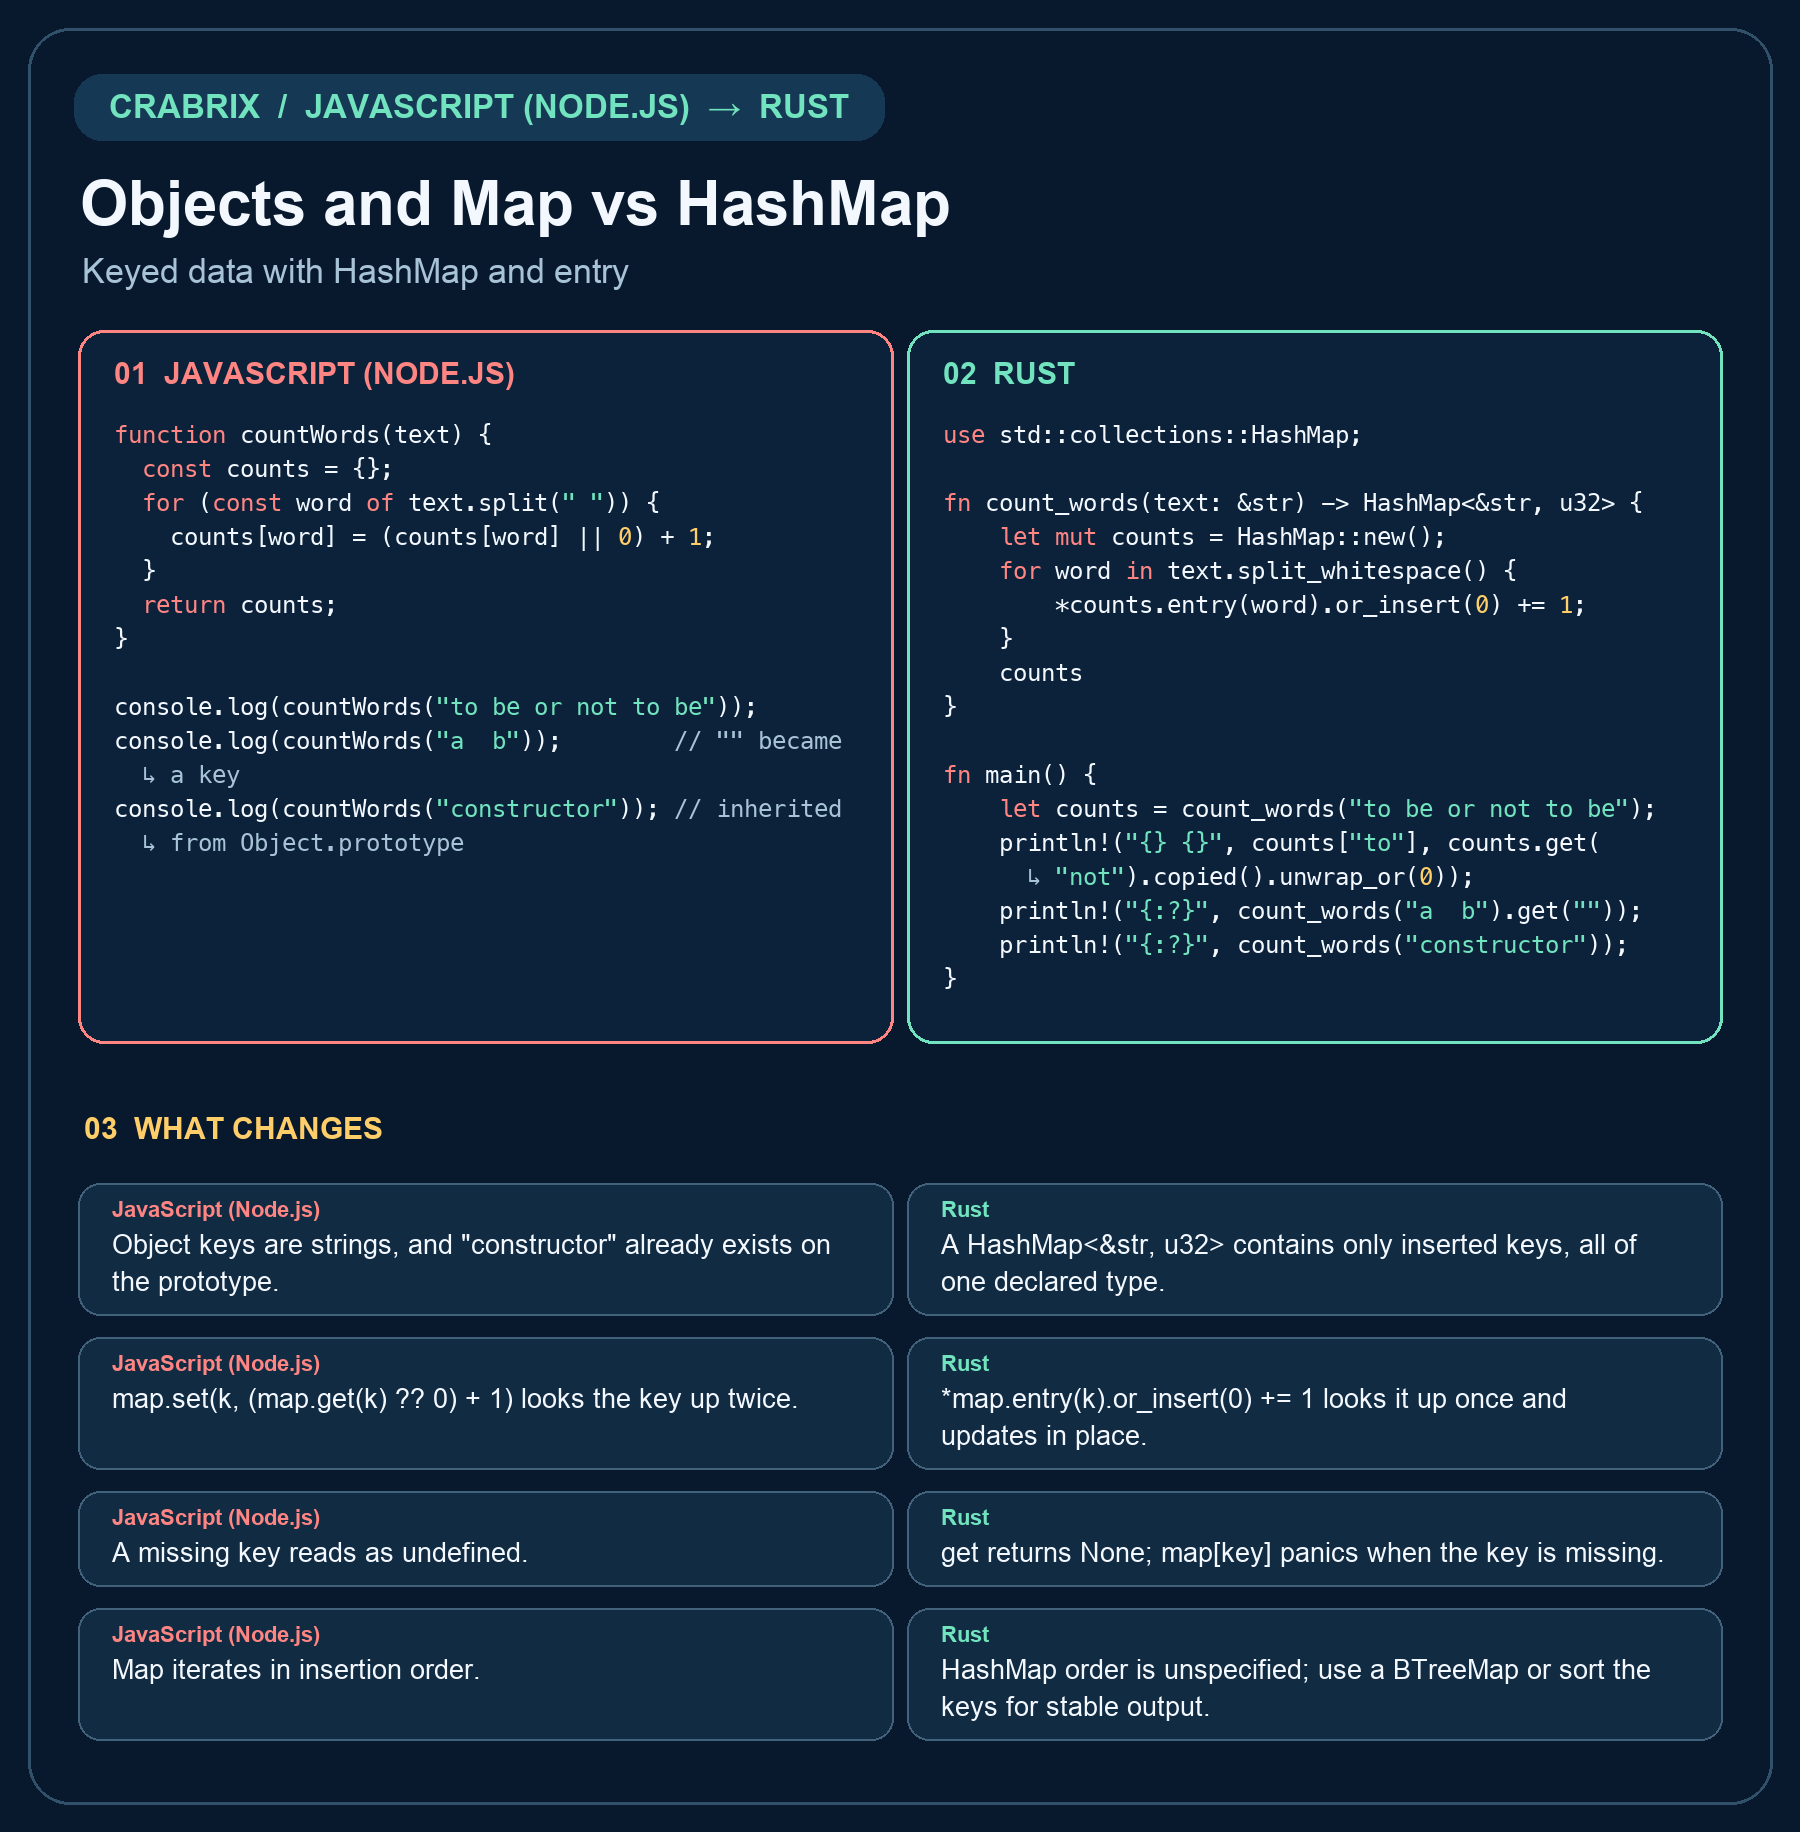 CRABRIX / JAVASCRIPT (NODE.JS) → RUST
Objects and Map vs HashMap
Keyed data with HashMap and entry
01 JAVASCRIPT (NODE.JS)
function countWords(text) {
  const counts = {};
  for (const word of text.split(" ")) {
    counts[word] = (counts[word] || 0) + 1;
  }
  return counts;
}
console.log(countWords("to be or not to be"));
console.log(countWords("a  b"));        // "" became
  ↳ a key
console.log(countWords("constructor")); // inherited
  ↳ from Object.prototype
02 RUST
use std::collections::HashMap;
fn count_words(text: &str) -> HashMap<&str, u32> {
    let mut counts = HashMap::new();
    for word in text.split_whitespace() {
        *counts.entry(word).or_insert(0) += 1;
    }
    counts
}
fn main() {
    let counts = count_words("to be or not to be");
    println!("{} {}", counts["to"], counts.get(
      ↳ "not").copied().unwrap_or(0));
    println!("{:?}", count_words("a  b").get(""));
    println!("{:?}", count_words("constructor"));
}
03 WHAT CHANGES
JavaScript (Node.js)
Object keys are strings, and "constructor" already exists on
the prototype.
Rust
A HashMap<&str, u32> contains only inserted keys, all of
one declared type.
JavaScript (Node.js)
map.set(k, (map.get(k) ?? 0) + 1) looks the key up twice.
Rust
*map.entry(k).or_insert(0) += 1 looks it up once and
updates in place.
JavaScript (Node.js)
A missing key reads as undefined.
Rust
get returns None; map[key] panics when the key is missing.
JavaScript (Node.js)
Map iterates in insertion order.
Rust
HashMap order is unspecified; use a BTreeMap or sort the
keys for stable output.